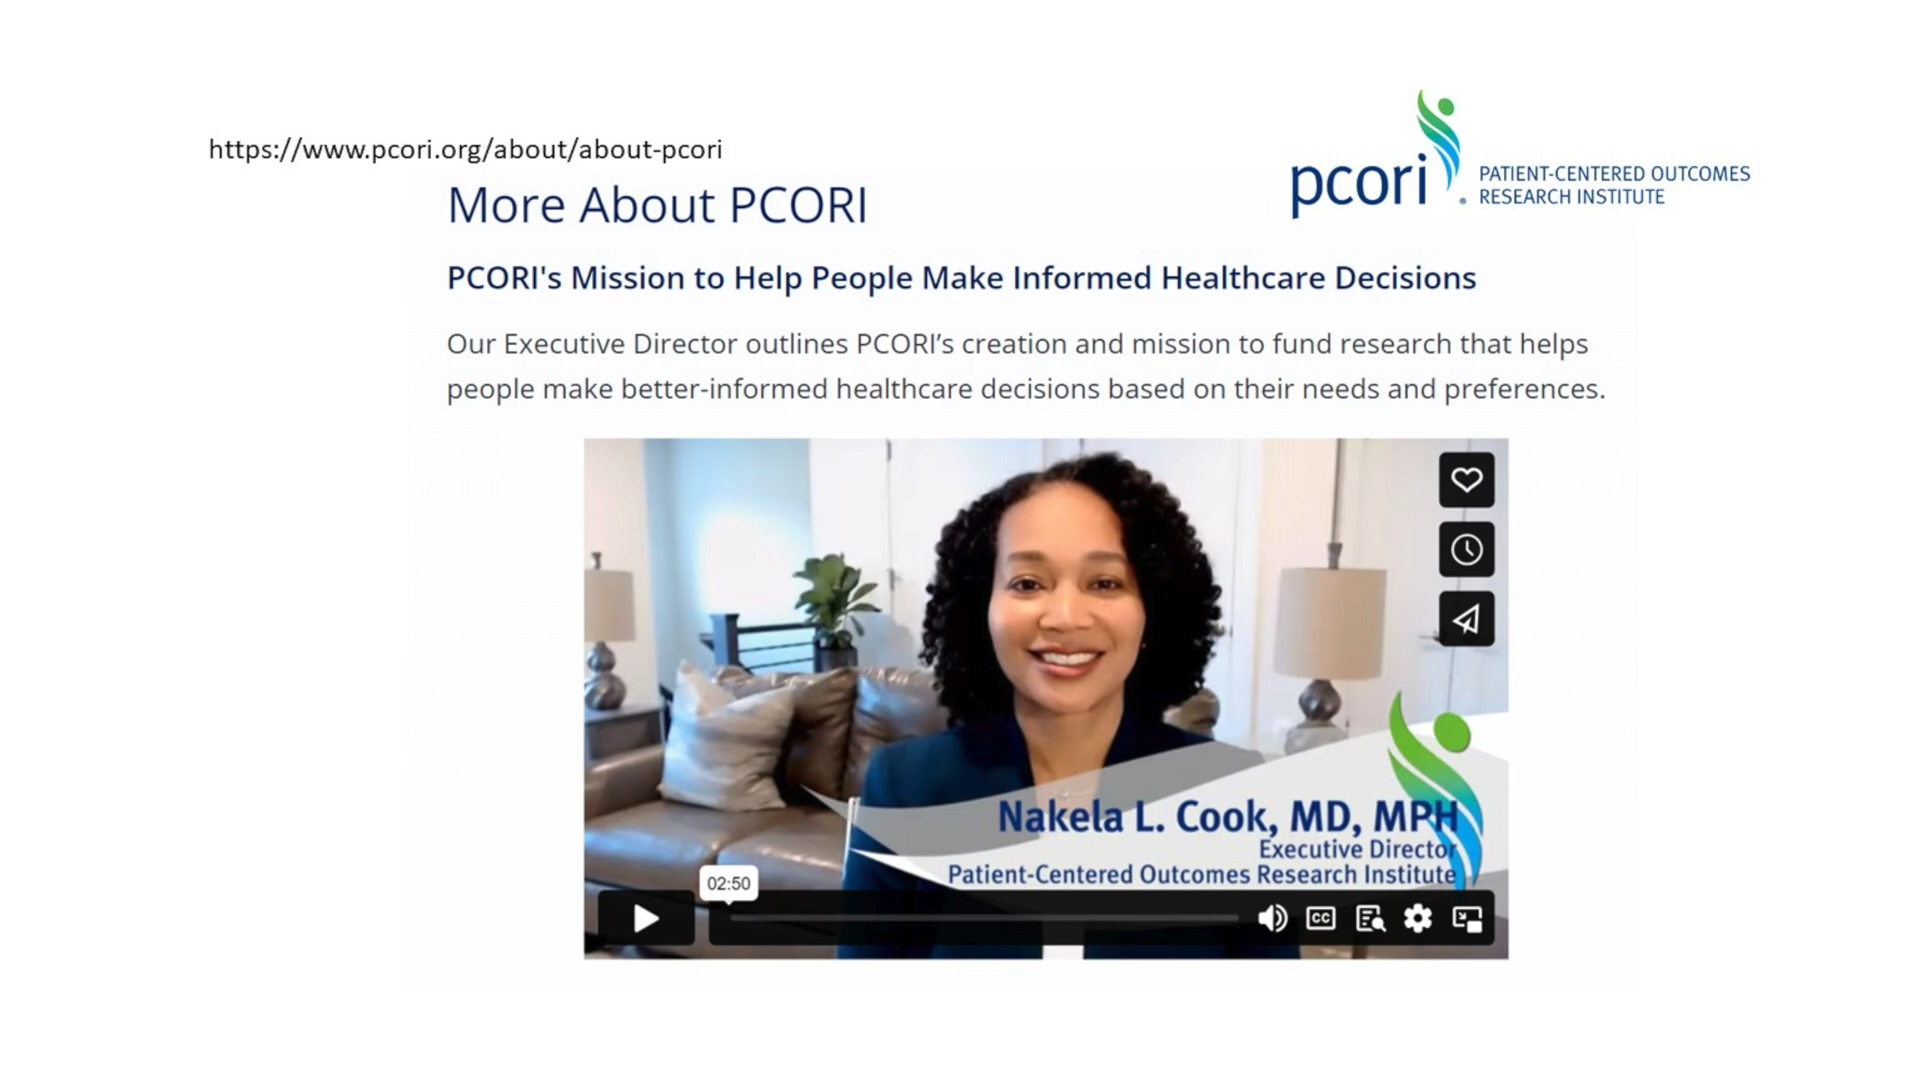 https://www.pcori.org/about/about-pcori
pcori® PATIENT-CENTERED OUTCOMES
RESEARCH INSTITUTE
More About PCORI
PCORI's Mission to Help People Make Informed Healthcare Decisions
Our Executive Director outlines PCORI’s creation and mission to fund research that helps
people make better-informed healthcare decisions based on their needs and preferences.
Nakela L. Cook, MD, MPH
Executive Director
Patient-Centered Outcomes Research Institute
02:50
CC